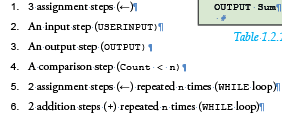 1. 3 assignment steps (←)¶
2. An input step (USERINPUT)¶
3. An output step (OUTPUT) ¶
4. A comparison step (Count < n)¶
5. 2 assignment steps (←) repeated n times (WHILE loop)¶
6. 2 addition steps (+) repeated n times (WHILE loop)¶
OUTPUT Sum¶
#
Table 1.2.